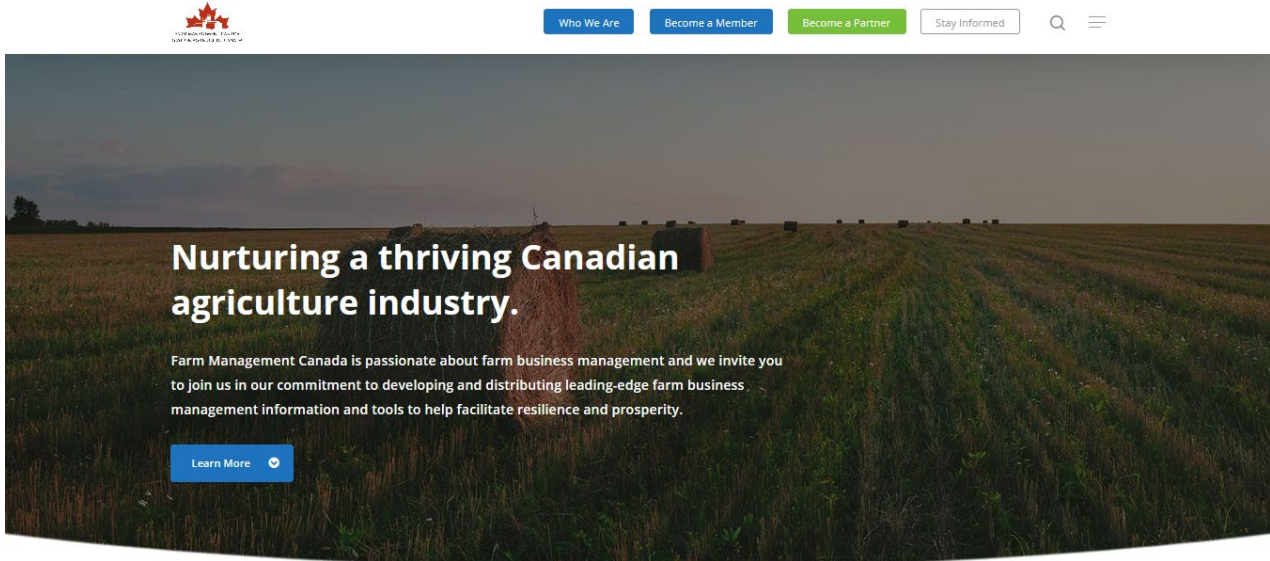 Who We Are
Become a Member
Become a Partner
Stay Informed
Nurturing a thriving Canadian
agriculture industry.
Farm Management Canada is passionate about farm business management and we invite you
to join us in our commitment to developing and distributing leading-edge farm business
management information and tools to help facilitate resilience and prosperity.
Learn More